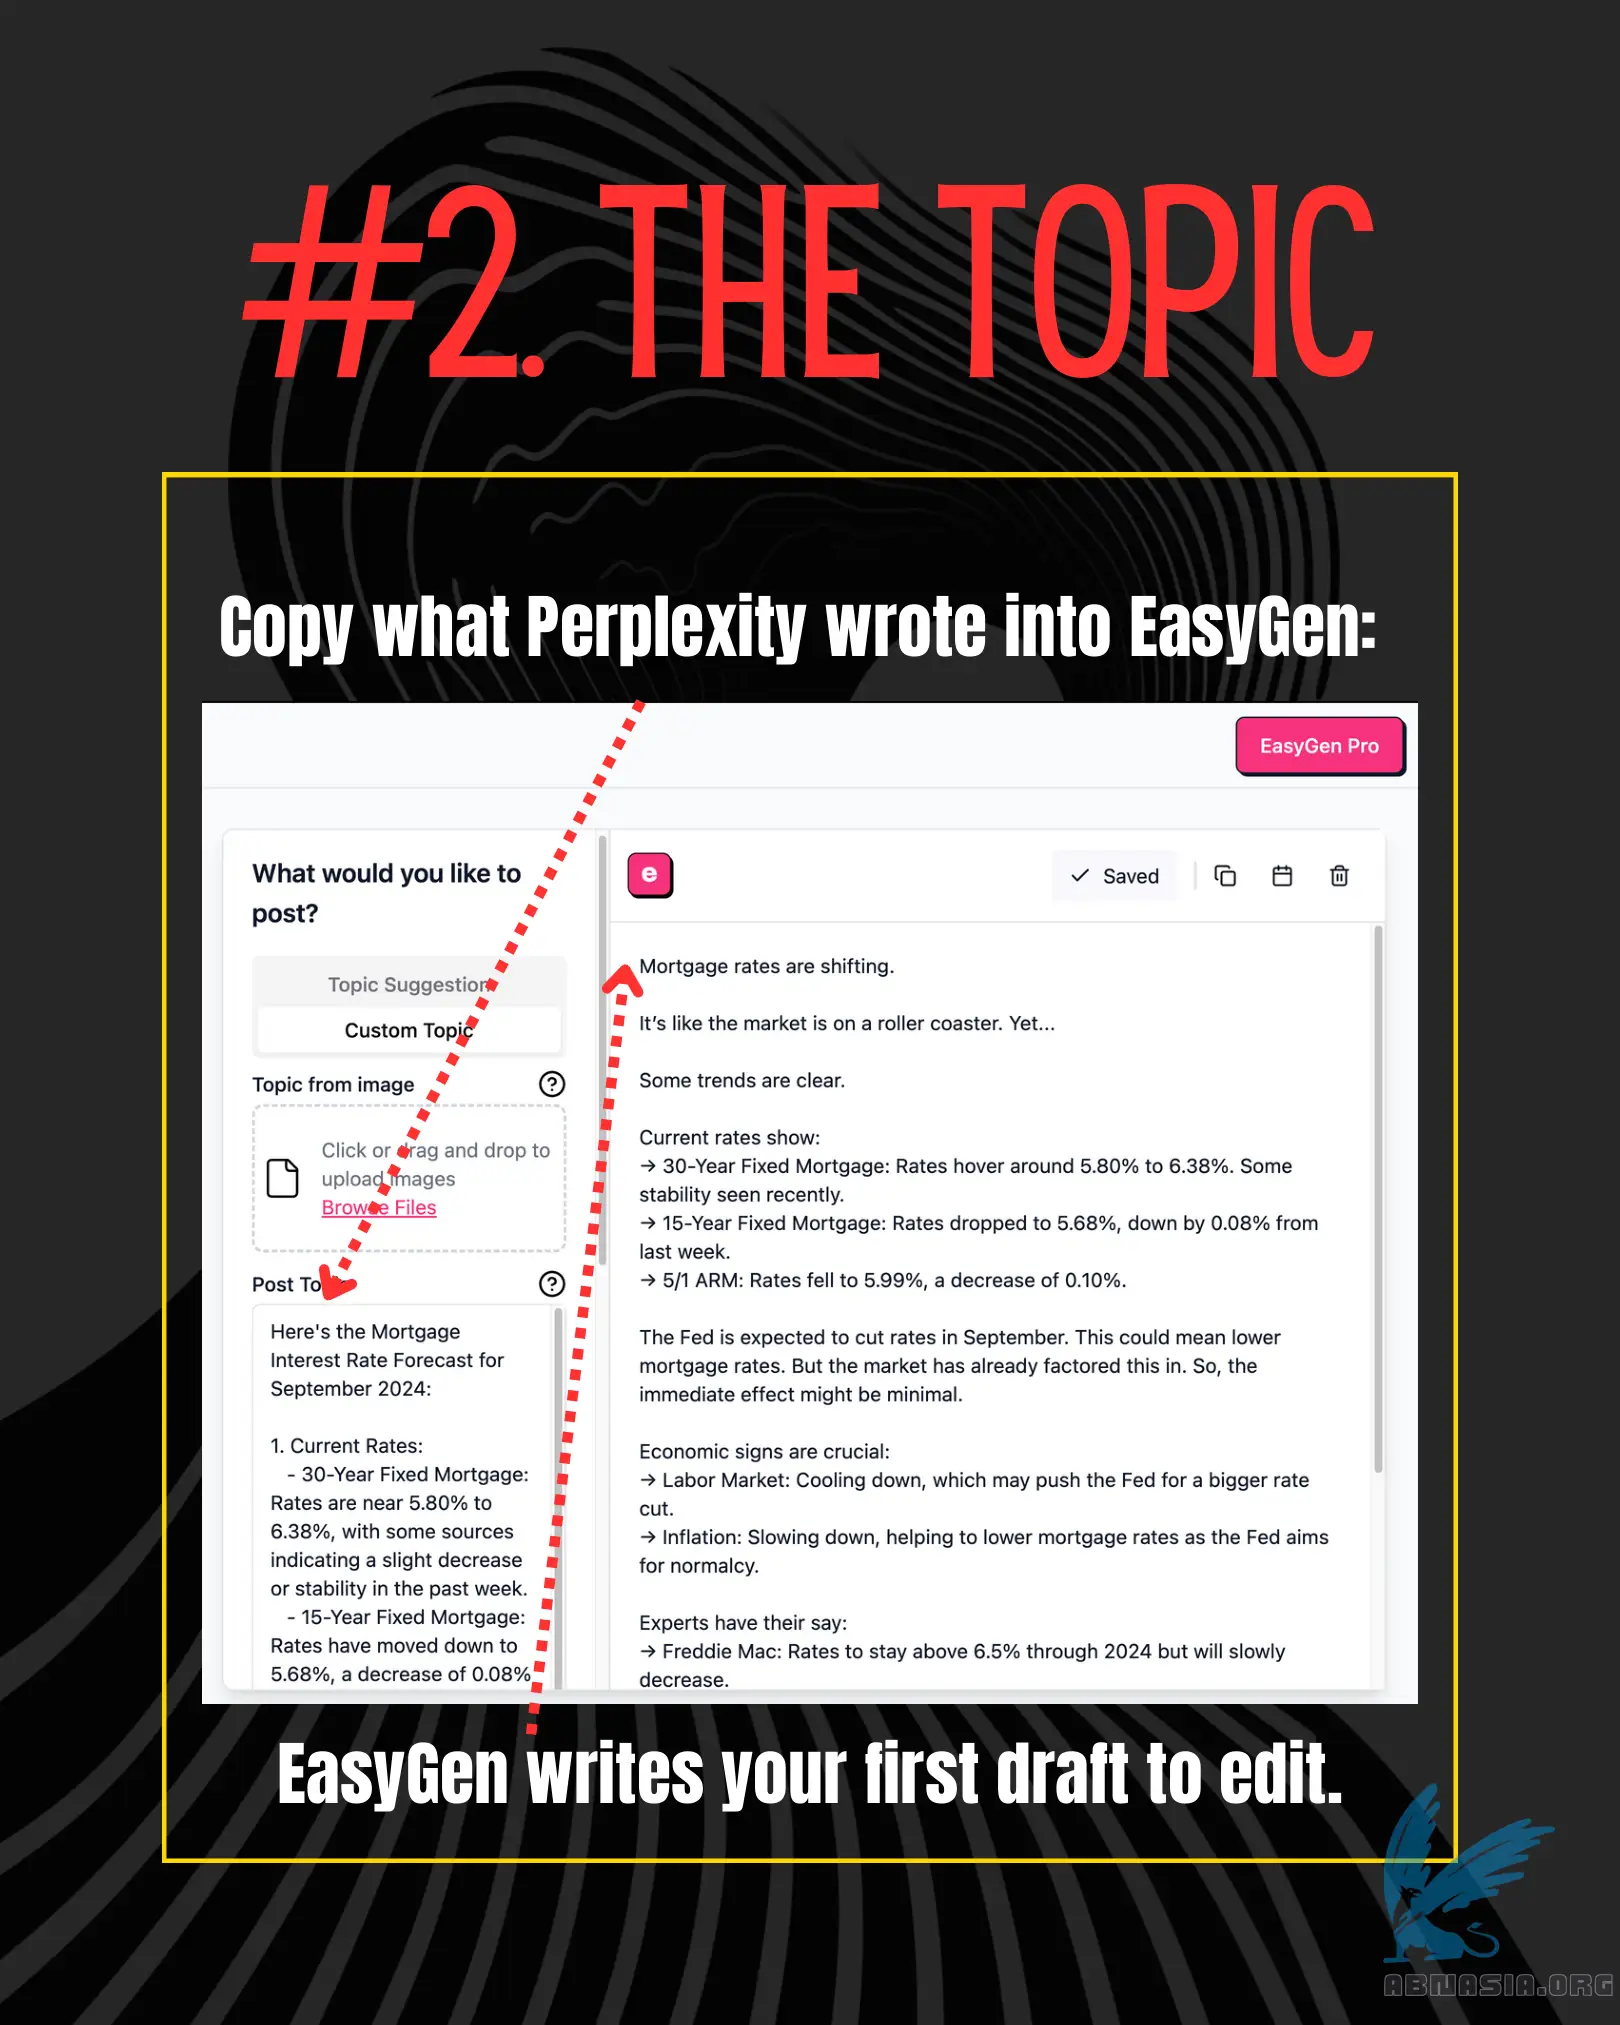 #2. THE TOPIC
Copy what Perplexity wrote into EasyGen:
EasyGen Pro
What would you like to
post?
Topic Suggestion
Custom Topic
Topic from image
Click or drag and drop to
upload images
Browse Files
Post To
Here's the Mortgage
Interest Rate Forecast for
September 2024:
1. Current Rates:
- 30-Year Fixed Mortgage:
Rates are near 5.80% to
6.38%, with some sources
indicating a slight decrease
or stability in the past week.
- 15-Year Fixed Mortgage:
Rates have moved down to
5.68%, a decrease of 0.08%
e
Saved
Mortgage rates are shifting.
It's like the market is on a roller coaster. Yet...
Some trends are clear.
Current rates show:
→ 30-Year Fixed Mortgage: Rates hover around 5.80% to 6.38%. Some
stability seen recently.
→ 15-Year Fixed Mortgage: Rates dropped to 5.68%, down by 0.08% from
last week.
→ 5/1 ARM: Rates fell to 5.99%, a decrease of 0.10%.
The Fed is expected to cut rates in September. This could mean lower
mortgage rates. But the market has already factored this in. So, the
immediate effect might be minimal.
Economic signs are crucial:
→ Labor Market: Cooling down, which may push the Fed for a bigger rate
cut.
→ Inflation: Slowing down, helping to lower mortgage rates as the Fed aims
for normalcy.
Experts have their say:
→ Freddie Mac: Rates to stay above 6.5% through 2024 but will slowly
decrease.
EasyGen writes your first draft to edit.
ABNASIA.ORG